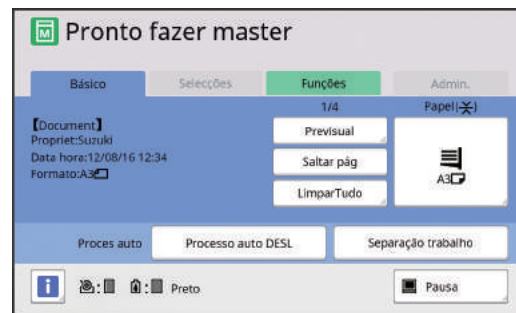 Pronto fazer master
Básico
Selecções
Funções
Admin.
【Document】
Propriet:Suzuki
Data hora:12/08/16 12:34
Formato:A3
1/4
Previsual
Saltar pág
LimparTudo
Papel
A3
Proces auto
Processo auto DESL
Separação trabalho
Preto
Pausa